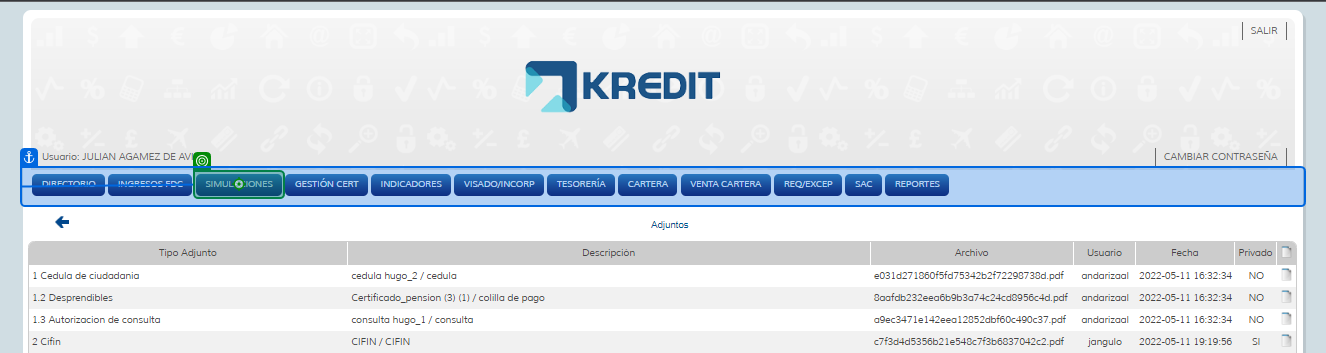 SALIR
KREDIT
Usuario: JULIAN AGAMEZ DE AVI
CAMBIAR CONTRASEÑA
DIRECTORIO INGRESOS FDC SIMULACIONES GESTIÓN CERT INDICADORES VISADO/INCORP TESORERÍA CARTERA VENTA CARTERA REQ/EXCEP SAC REPORTES
Adjuntos
Tipo Adjunto Descripción Archivo Usuario Fecha Privado
1 Cedula de ciudadania cedula hugo_2 / cedula e031d271860f5fd75342b2f72298738d.pdf andarizaal 2022-05-11 16:32:34 NO
1.2 Desprendibles Certificado_pension (3) (1) / colilla de pago 8aafdb232eea6b9b3a74c24cd8956c4d.pdf andarizaal 2022-05-11 16:32:34 NO
1.3 Autorizacion de consulta consulta hugo_1 / consulta a9ec3471e142eea12852dbf60c490c37.pdf andarizaal 2022-05-11 16:32:34 NO
2 Cifin CIFIN / CIFIN c7f3d4d5356b21e548c7f3b6837042c2.pdf jangulo 2022-05-11 19:19:56 SI